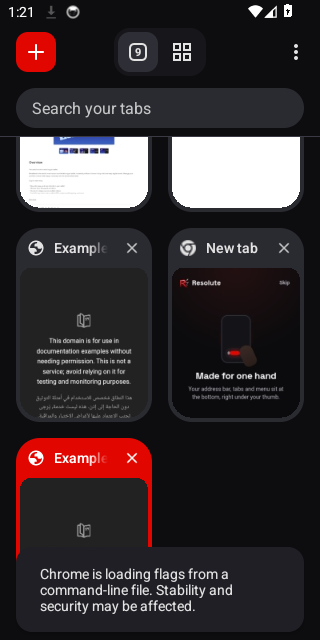 1:21
9
Search your tabs
Example
New tab
This domain is for use in
documentation examples without
needing permission. This is not a
service; avoid relying on it for
testing and monitoring purposes.
Resolute
Skip
Made for one hand
Your address bar, tabs and menu sit at
the bottom, right under your thumb.
Example
Chrome is loading flags from a
command-line file. Stability and
security may be affected.